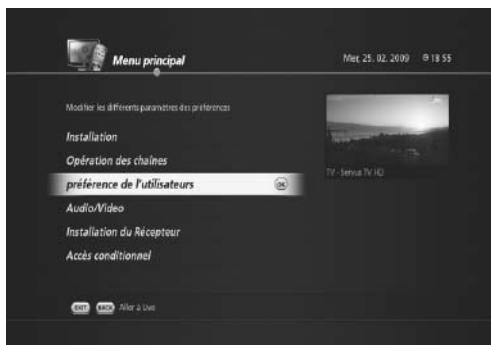 Menu principal
Mer, 25. 02. 2009 18 55
Modifier les différents paramètres des préférences
Installation
Opération des chaînes
préférence de l'utilisateurs OK
TV - Servus TV HD
Audio/Video
Installation du Récepteur
Accès conditionnel
EXIT BACK Aller à Live